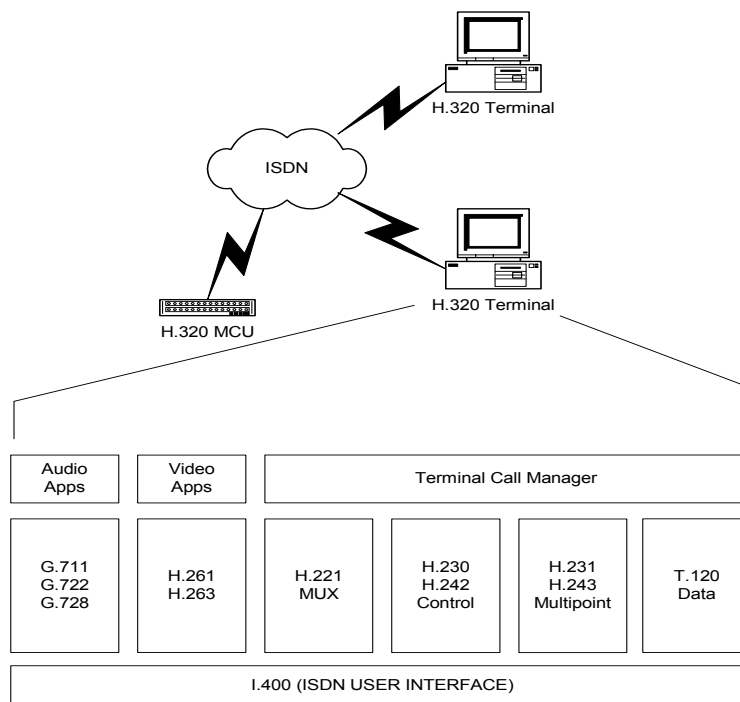 H.320 Terminal
ISDN
H.320 Terminal
H.320 MCU
Audio
Apps
Video
Apps
Terminal Call Manager
G.711
G.722
G.728
H.261
H.263
H.221
MUX
H.230
H.242
Control
H.231
H.243
Multipoint
T.120
Data
I.400 (ISDN USER INTERFACE)